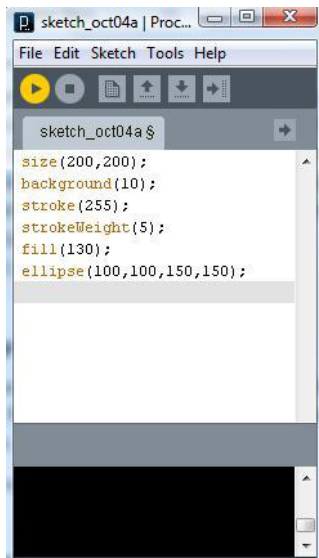 sketch_oct04a | Proc...
File Edit Sketch Tools Help
sketch_oct04a §
size(200,200);
background(10);
stroke(255);
strokeWeight(5);
fill(130);
ellipse(100,100,150,150);